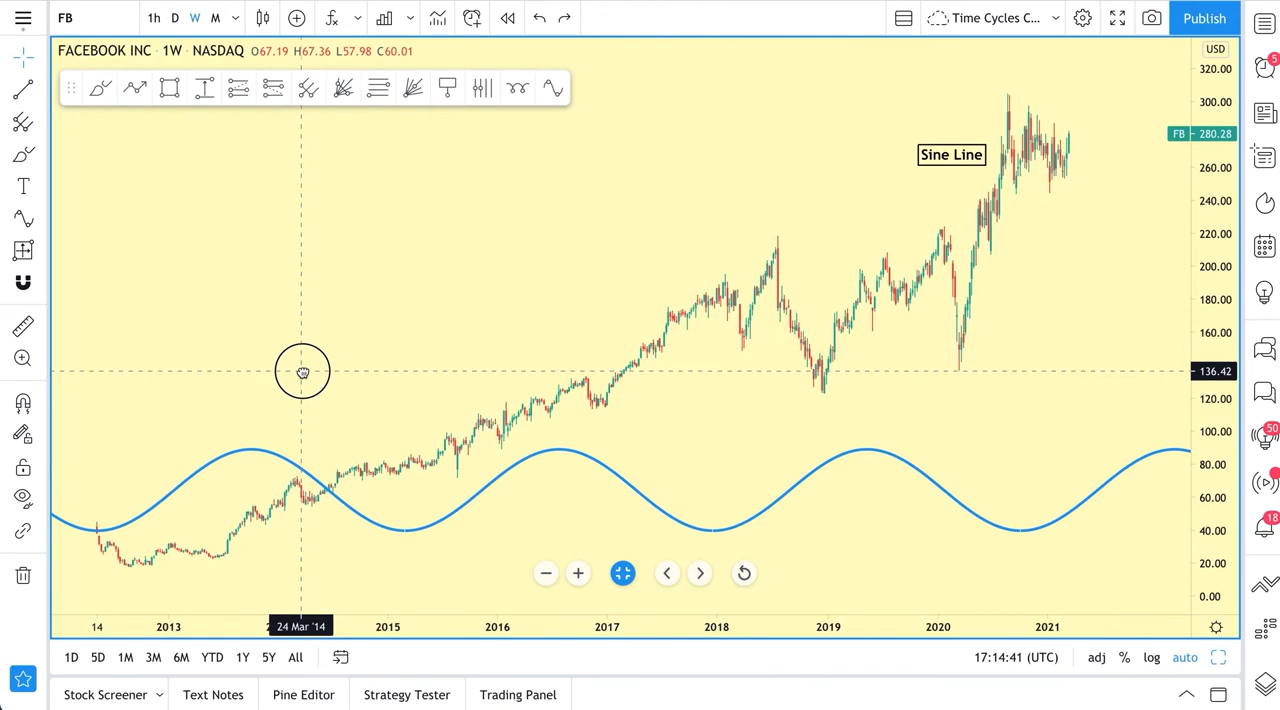 FB 1h D W M Time Cycles C... Publish
FACEBOOK INC · 1W · NASDAQ O67.19 H67.36 L57.98 C60.01
USD
320.00
300.00
Sine Line
FB 280.28
260.00
240.00
220.00
200.00
180.00
160.00
136.42
120.00
100.00
80.00
60.00
40.00
20.00
0.00
14 2013 24 Mar '14 2015 2016 2017 2018 2019 2020 2021
1D 5D 1M 3M 6M YTD 1Y 5Y All 17:14:41 (UTC) adj % log auto
Stock Screener Text Notes Pine Editor Strategy Tester Trading Panel
5
50
18